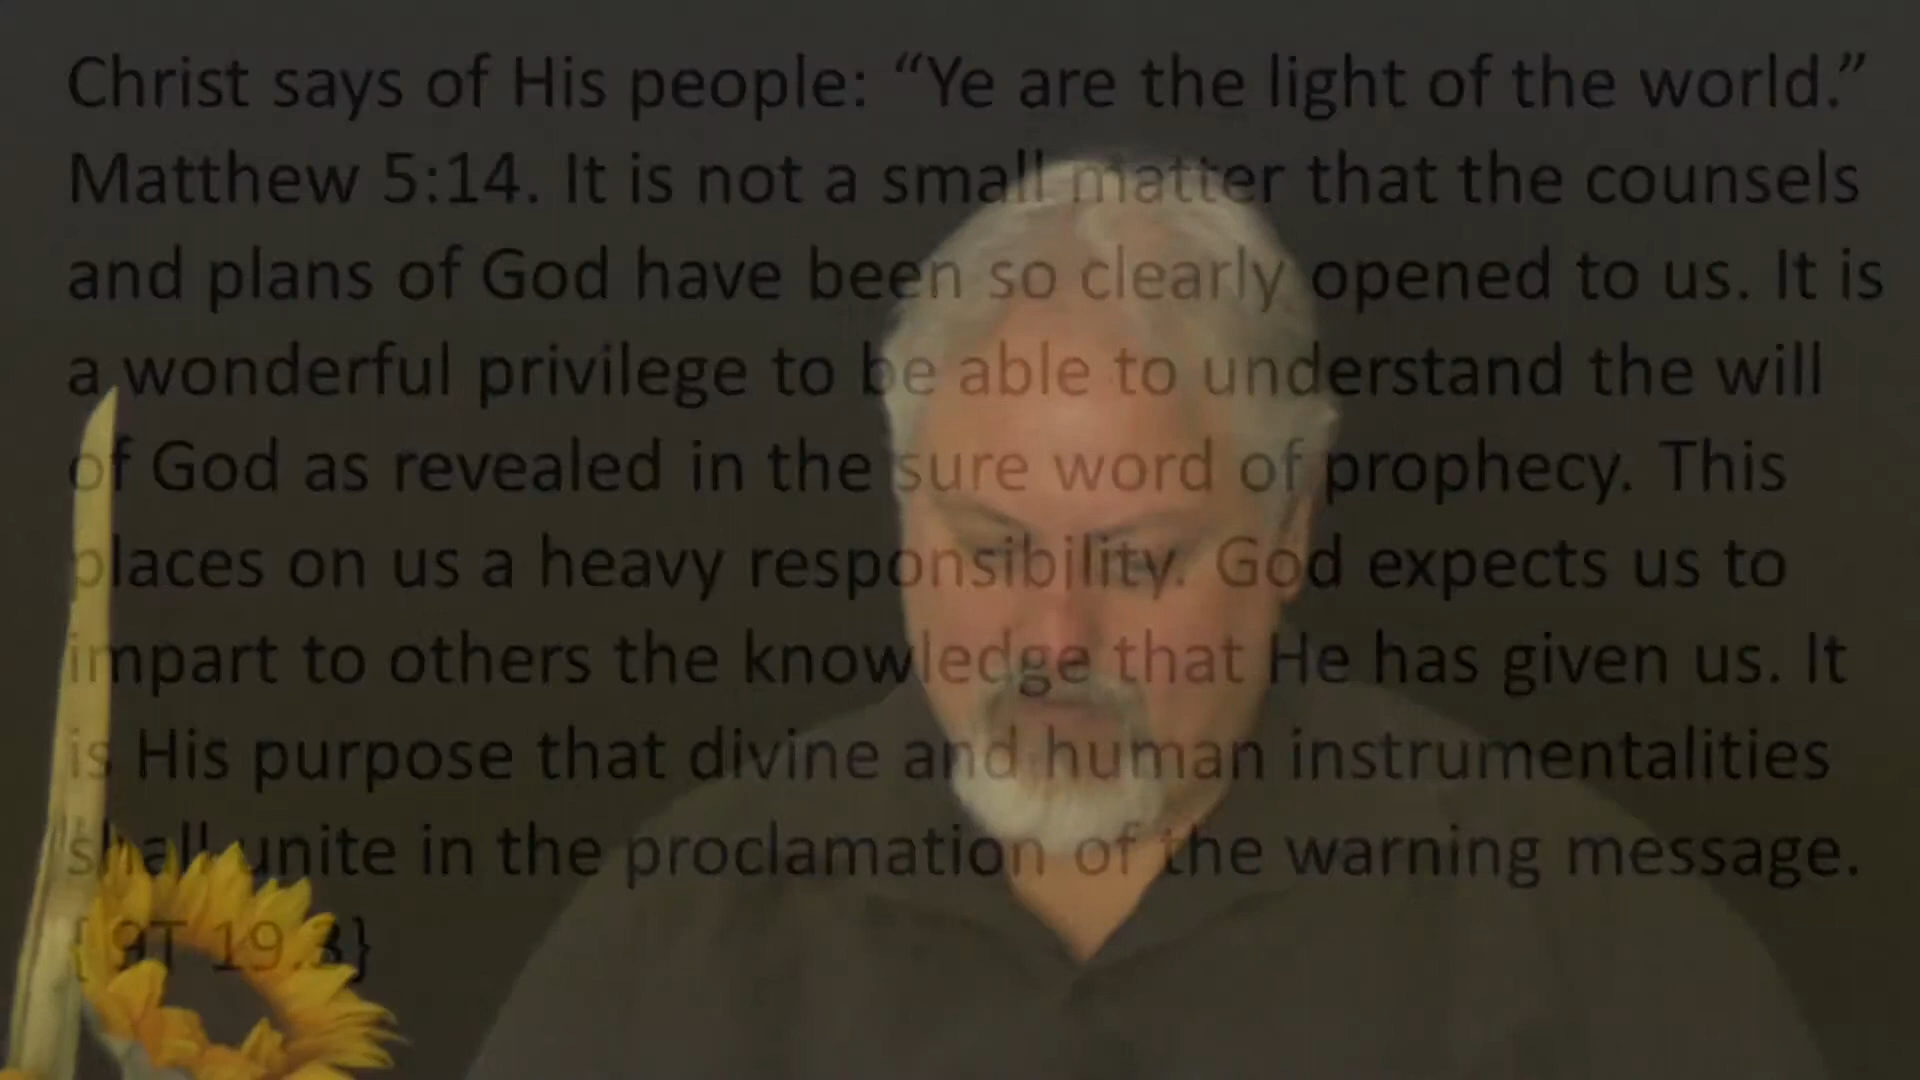 Christ says of His people: “Ye are the light of the world.”
Matthew 5:14. It is not a small matter that the counsels
and plans of God have been so clearly opened to us. It is
a wonderful privilege to be able to understand the will
of God as revealed in the sure word of prophecy. This
places on us a heavy responsibility. God expects us to
impart to others the knowledge that He has given us. It
is His purpose that divine and human instrumentalities
shall unite in the proclamation of the warning message.
{9T 19.3}